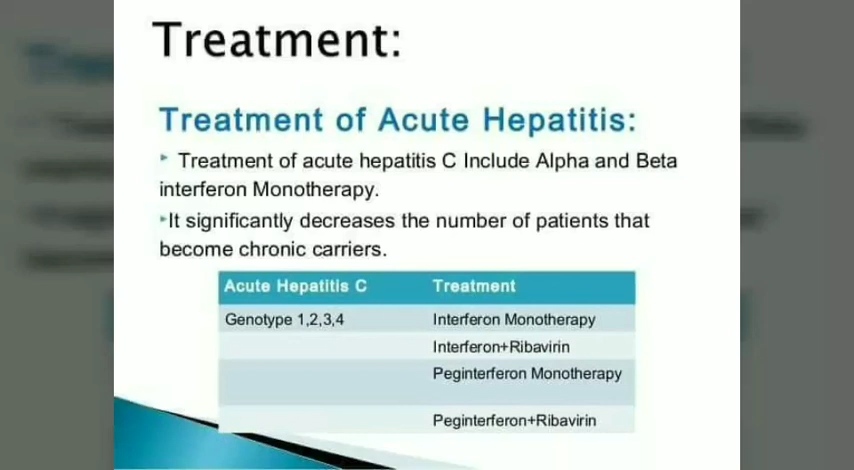 Treatment:
Treatment of Acute Hepatitis:
Treatment of acute hepatitis C Include Alpha and Beta
interferon Monotherapy.
It significantly decreases the number of patients that
become chronic carriers.
Acute Hepatitis C Treatment
Genotype 1,2,3,4 Interferon Monotherapy
Interferon+Ribavirin
Peginterferon Monotherapy
Peginterferon+Ribavirin